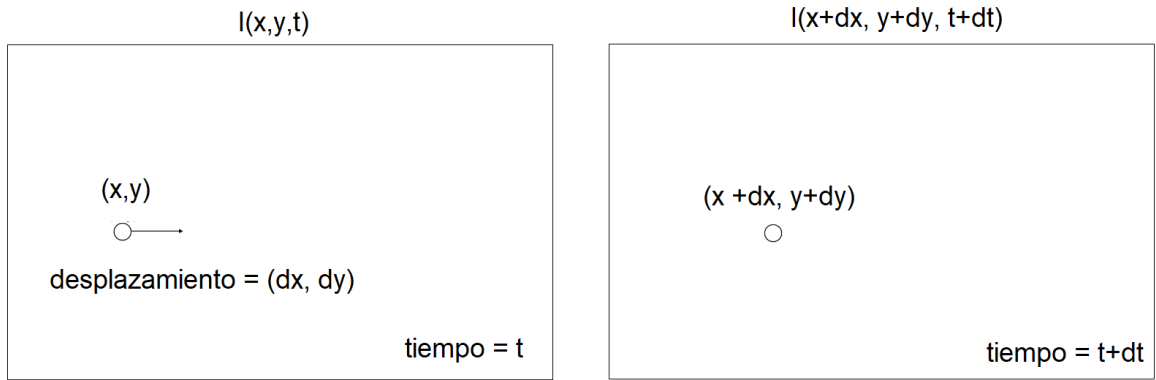 I(x,y,t)
(x,y)
desplazamiento = (dx, dy)
tiempo = t
I(x+dx, y+dy, t+dt)
(x +dx, y+dy)
tiempo = t+dt